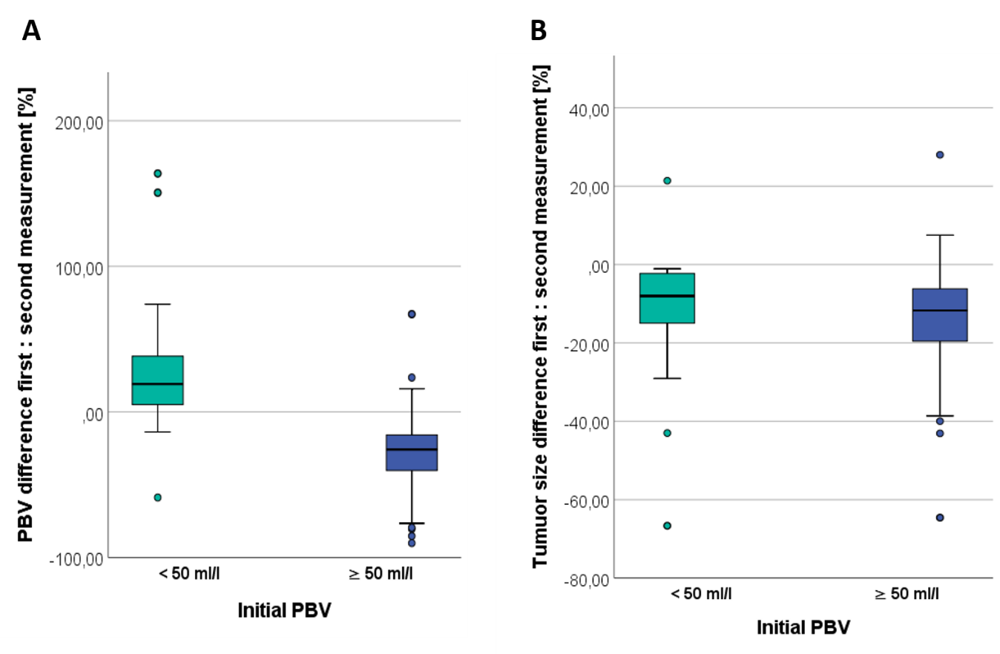 A
PBV difference first : second measurement [%]
200,00
100,00
,00
-100,00
< 50 ml/l
≥ 50 ml/l
Initial PBV
B
Tumuor size difference first : second measurement [%]
40,00
20,00
,00
-20,00
-40,00
-60,00
-80,00
< 50 ml/l
≥ 50 ml/l
Initial PBV